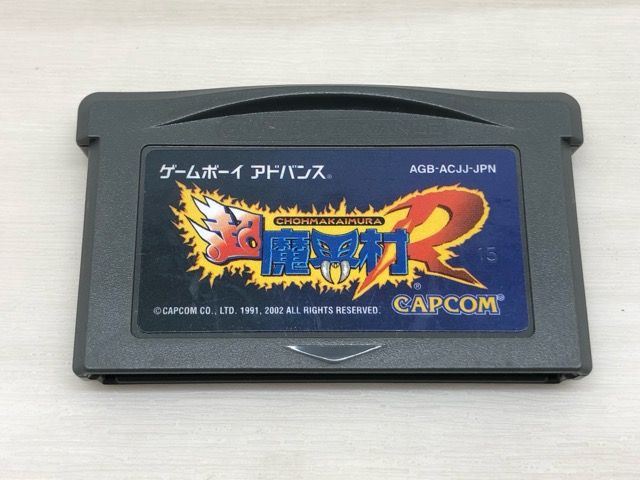 ゲームボーイ アドバンス®
AGB-ACJJ-JPN
CHOHMAKAIMURA
超魔界村R
15
®
CAPCOM®
©CAPCOM CO., LTD. 1991, 2002 ALL RIGHTS RESERVED.